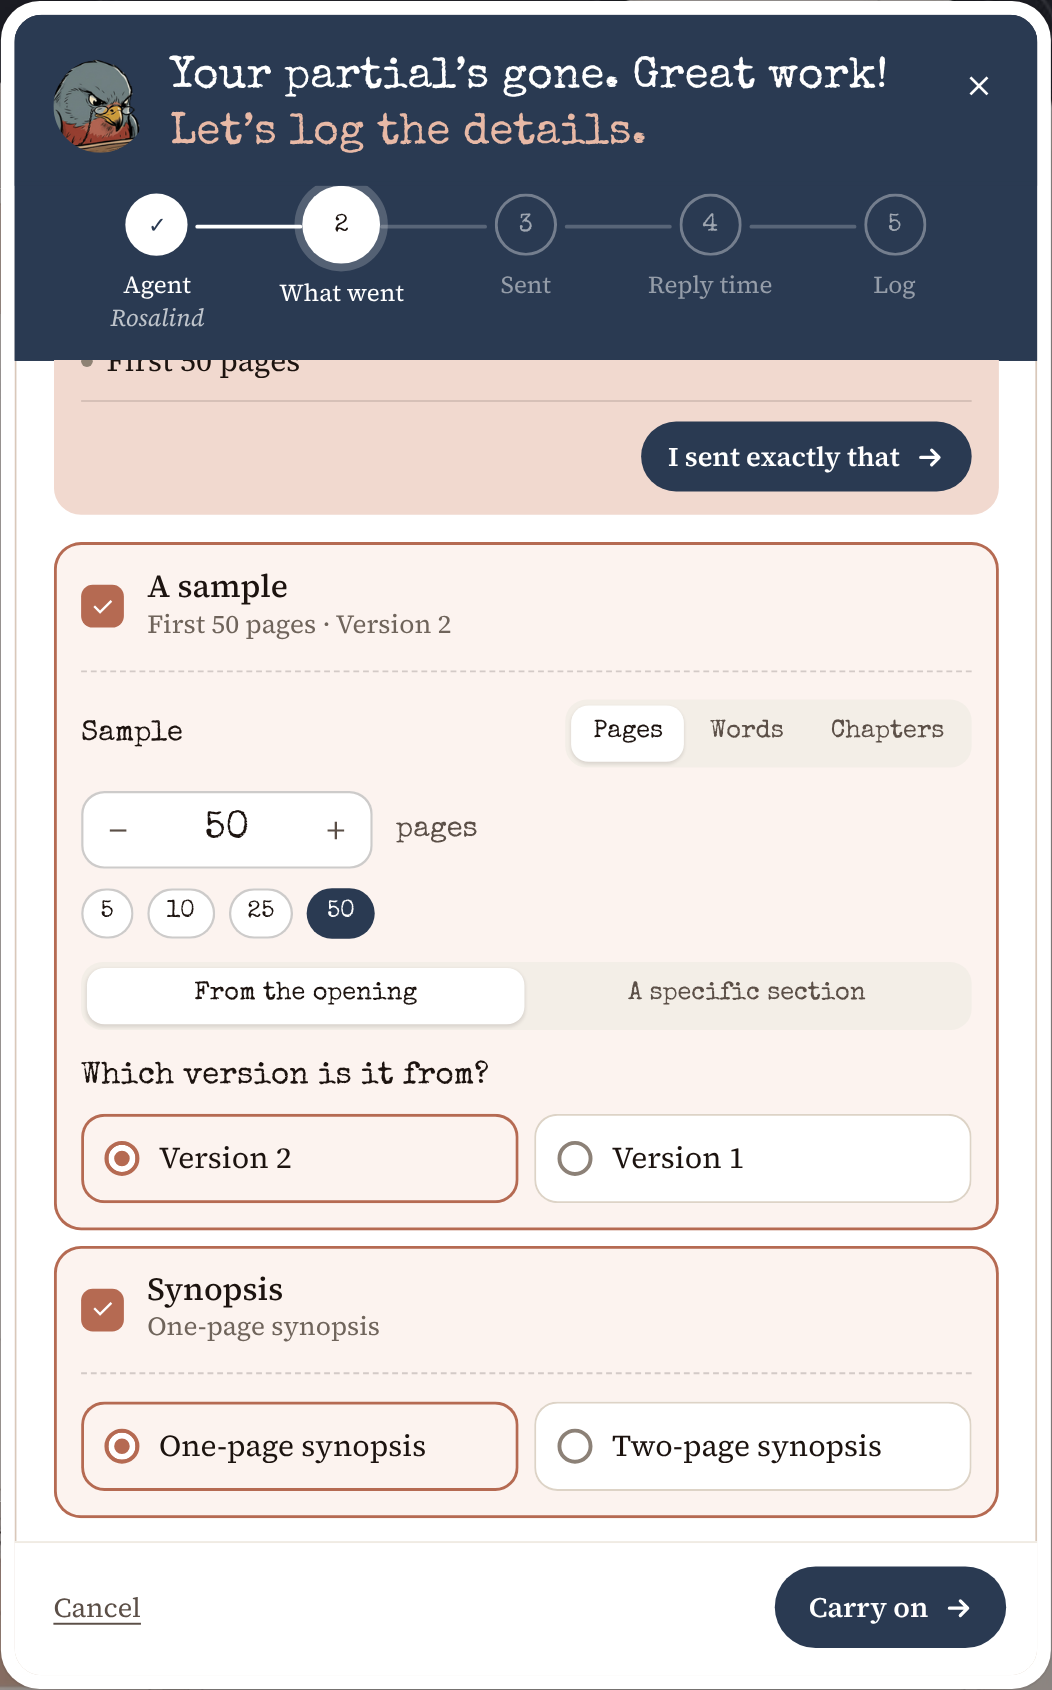 Your partial’s gone. Great work!
Let’s log the details.
✓ 2 3 4 5
Agent What went Sent Reply time Log
Rosalind
First 50 pages
I sent exactly that →
A sample
First 50 pages · Version 2
Sample Pages Words Chapters
− 50 + pages
5 10 25 50
From the opening A specific section
Which version is it from?
Version 2 Version 1
Synopsis
One-page synopsis
One-page synopsis Two-page synopsis
Cancel Carry on →